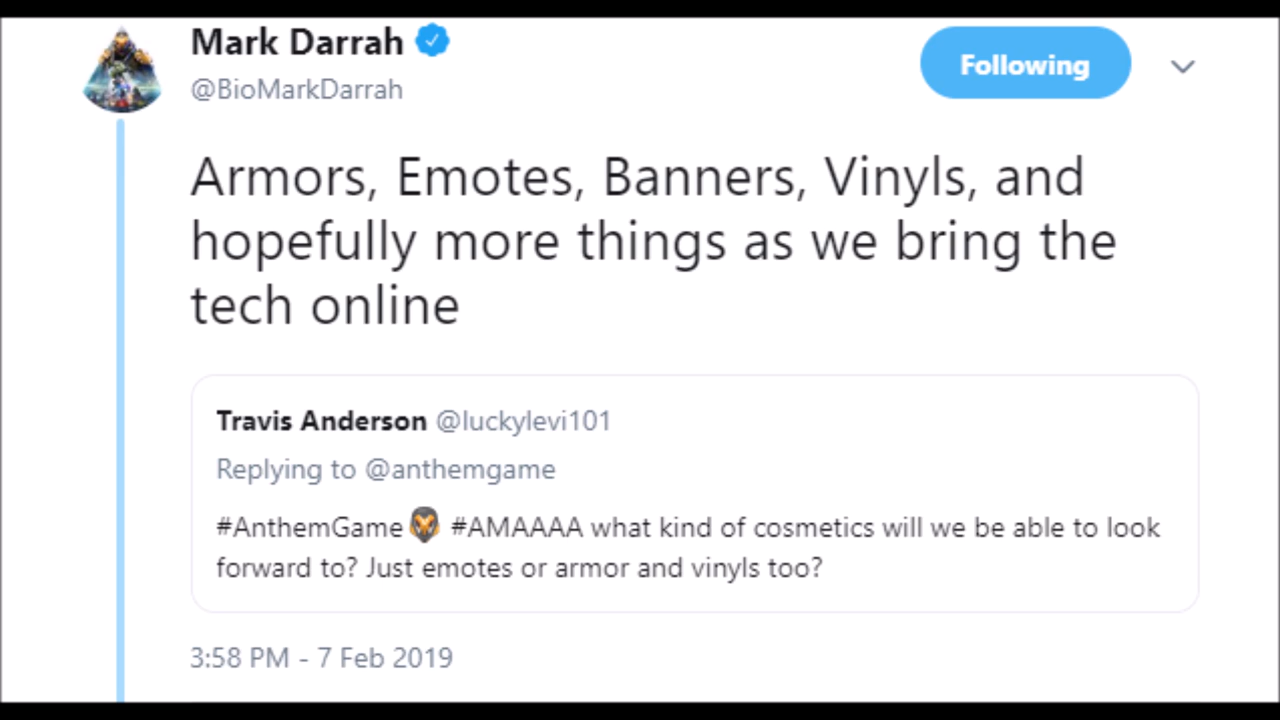 Mark Darrah
@BioMarkDarrah
Following
Armors, Emotes, Banners, Vinyls, and
hopefully more things as we bring the
tech online
Travis Anderson @luckylevi101
Replying to @anthemgame
#AnthemGame #AMAAAA what kind of cosmetics will we be able to look
forward to? Just emotes or armor and vinyls too?
3:58 PM - 7 Feb 2019